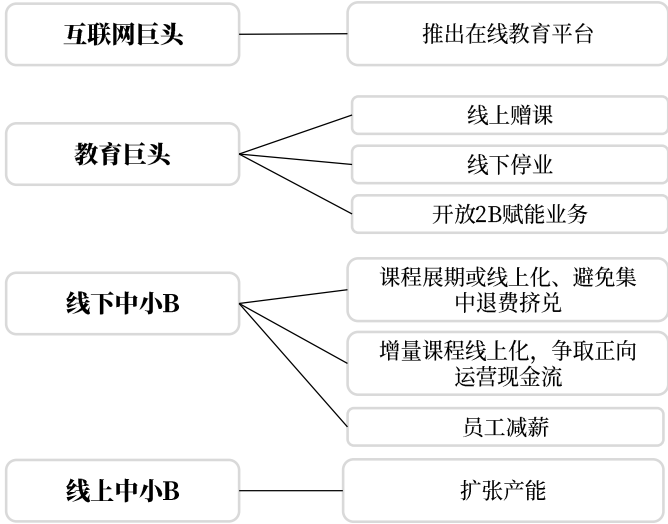 互联网巨头
推出在线教育平台
教育巨头
线上赠课
线下停业
开放2B赋能业务
线下中小B
课程展期或线上化、避免集
中退费挤兑
增量课程线上化，争取正向
运营现金流
员工减薪
线上中小B
扩张产能